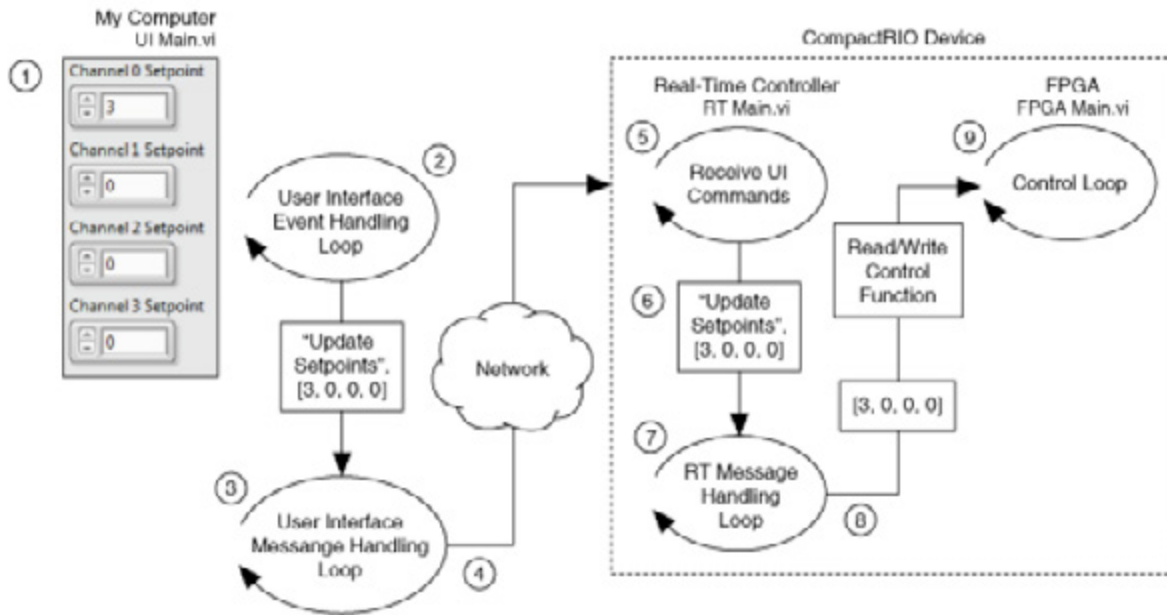 My Computer
UI Main.vi
1
Channel 0 Setpoint
3
Channel 1 Setpoint
0
Channel 2 Setpoint
0
Channel 3 Setpoint
0
2
User Interface
Event Handling
Loop
"Update
Setpoints",
[3, 0, 0, 0]
3
User Interface
Messange Handling
Loop
4
Network
CompactRIO Device
Real-Time Controller
RT Main.vi
5
Receive UI
Commands
6
"Update
Setpoints",
[3, 0, 0, 0]
7
RT Message
Handling
Loop
8
[3, 0, 0, 0]
Read/Write
Control
Function
FPGA
FPGA Main.vi
9
Control Loop